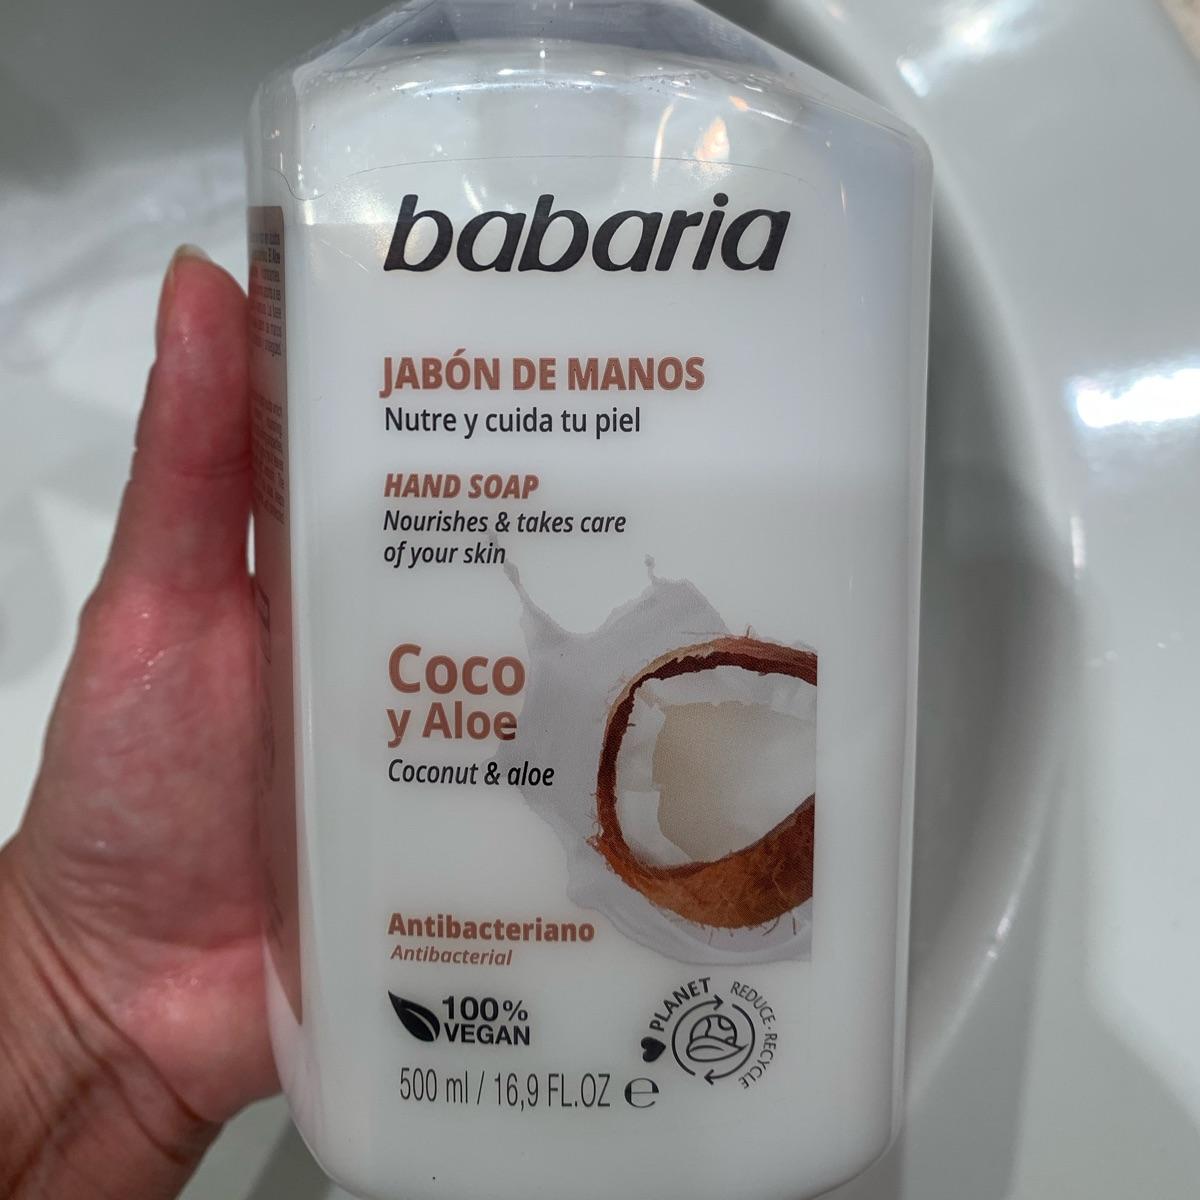 babaria
JABÓN DE MANOS
Nutre y cuida tu piel
HAND SOAP
Nourishes & takes care
of your skin
Coco
y Aloe
Coconut & aloe
Antibacteriano
Antibacterial
100%
VEGAN
PLANET REDUCE·RECYCLE
500 ml / 16,9 FL.OZ ℮